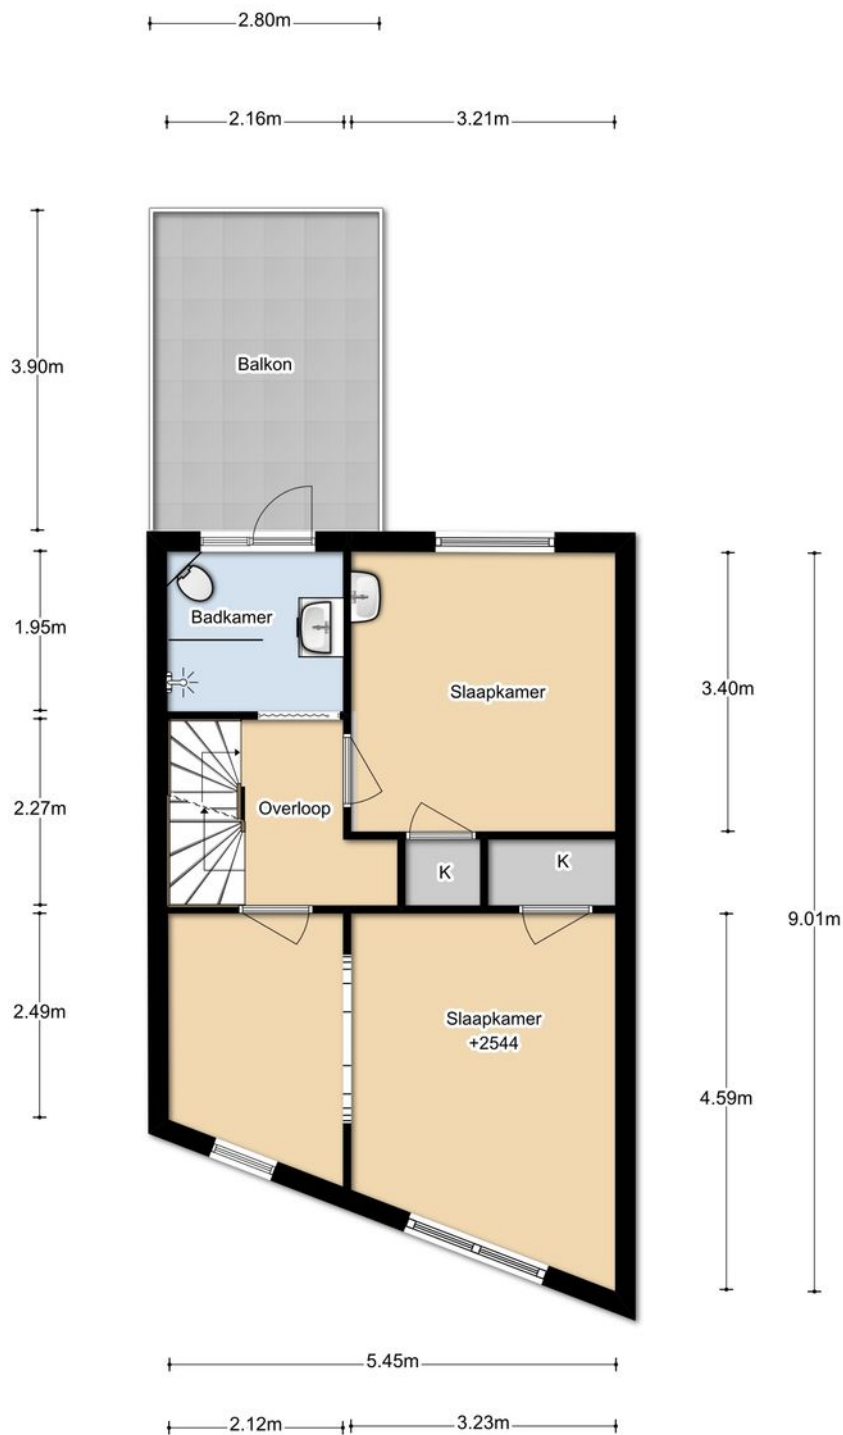 2.80m
2.16m
3.21m
3.90m
Balkon
1.95m
Badkamer
Slaapkamer
3.40m
2.27m
Overloop
K
K
9.01m
2.49m
Slaapkamer
+2544
4.59m
5.45m
2.12m
3.23m